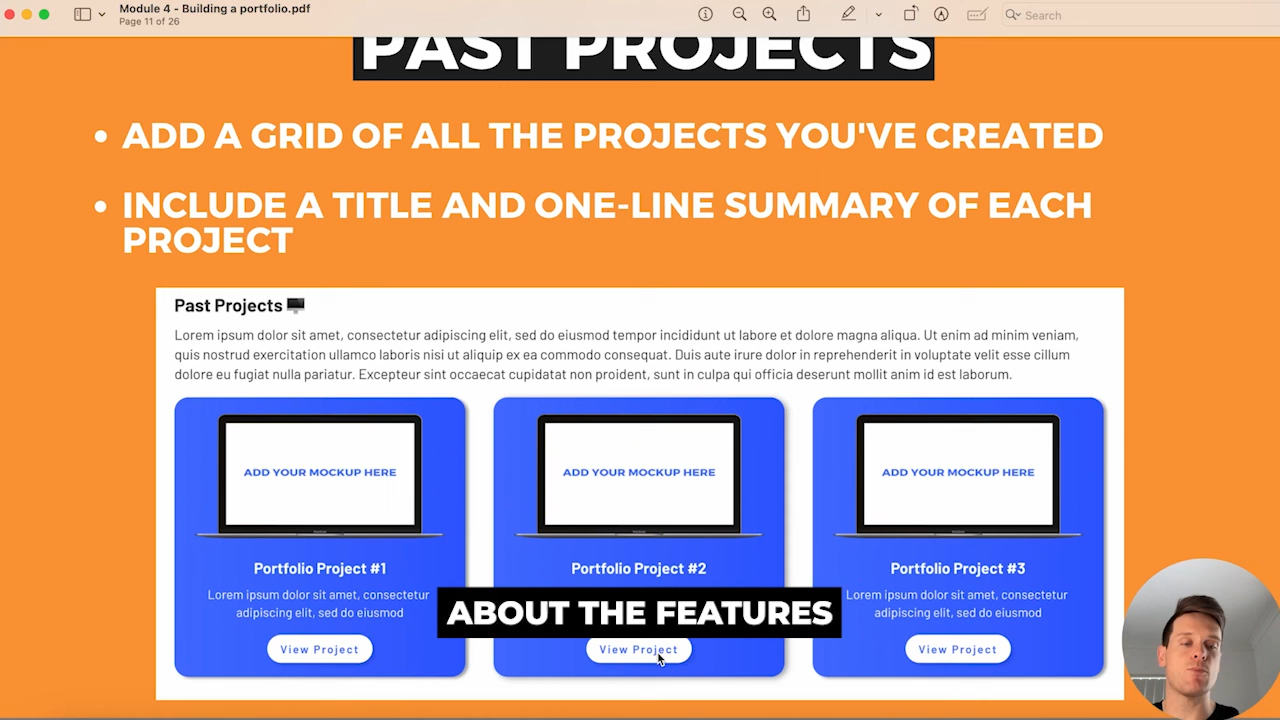 Module 4 - Building a portfolio.pdf
Page 11 of 26
Search
PAST PROJECTS
• ADD A GRID OF ALL THE PROJECTS YOU'VE CREATED
• INCLUDE A TITLE AND ONE-LINE SUMMARY OF EACH
PROJECT
Past Projects
Lorem ipsum dolor sit amet, consectetur adipiscing elit, sed do eiusmod tempor incididunt ut labore et dolore magna aliqua. Ut enim ad minim veniam,
quis nostrud exercitation ullamco laboris nisi ut aliquip ex ea commodo consequat. Duis aute irure dolor in reprehenderit in voluptate velit esse cillum
dolore eu fugiat nulla pariatur. Excepteur sint occaecat cupidatat non proident, sunt in culpa qui officia deserunt mollit anim id est laborum.
ADD YOUR MOCKUP HERE
Portfolio Project #1
Lorem ipsum dolor sit amet, consectetur
adipiscing elit, sed do eiusmod
View Project
ADD YOUR MOCKUP HERE
Portfolio Project #2
View Project
ADD YOUR MOCKUP HERE
Portfolio Project #3
Lorem ipsum dolor sit amet, consectetur
adipiscing elit, sed do eiusmod
View Project
ABOUT THE FEATURES